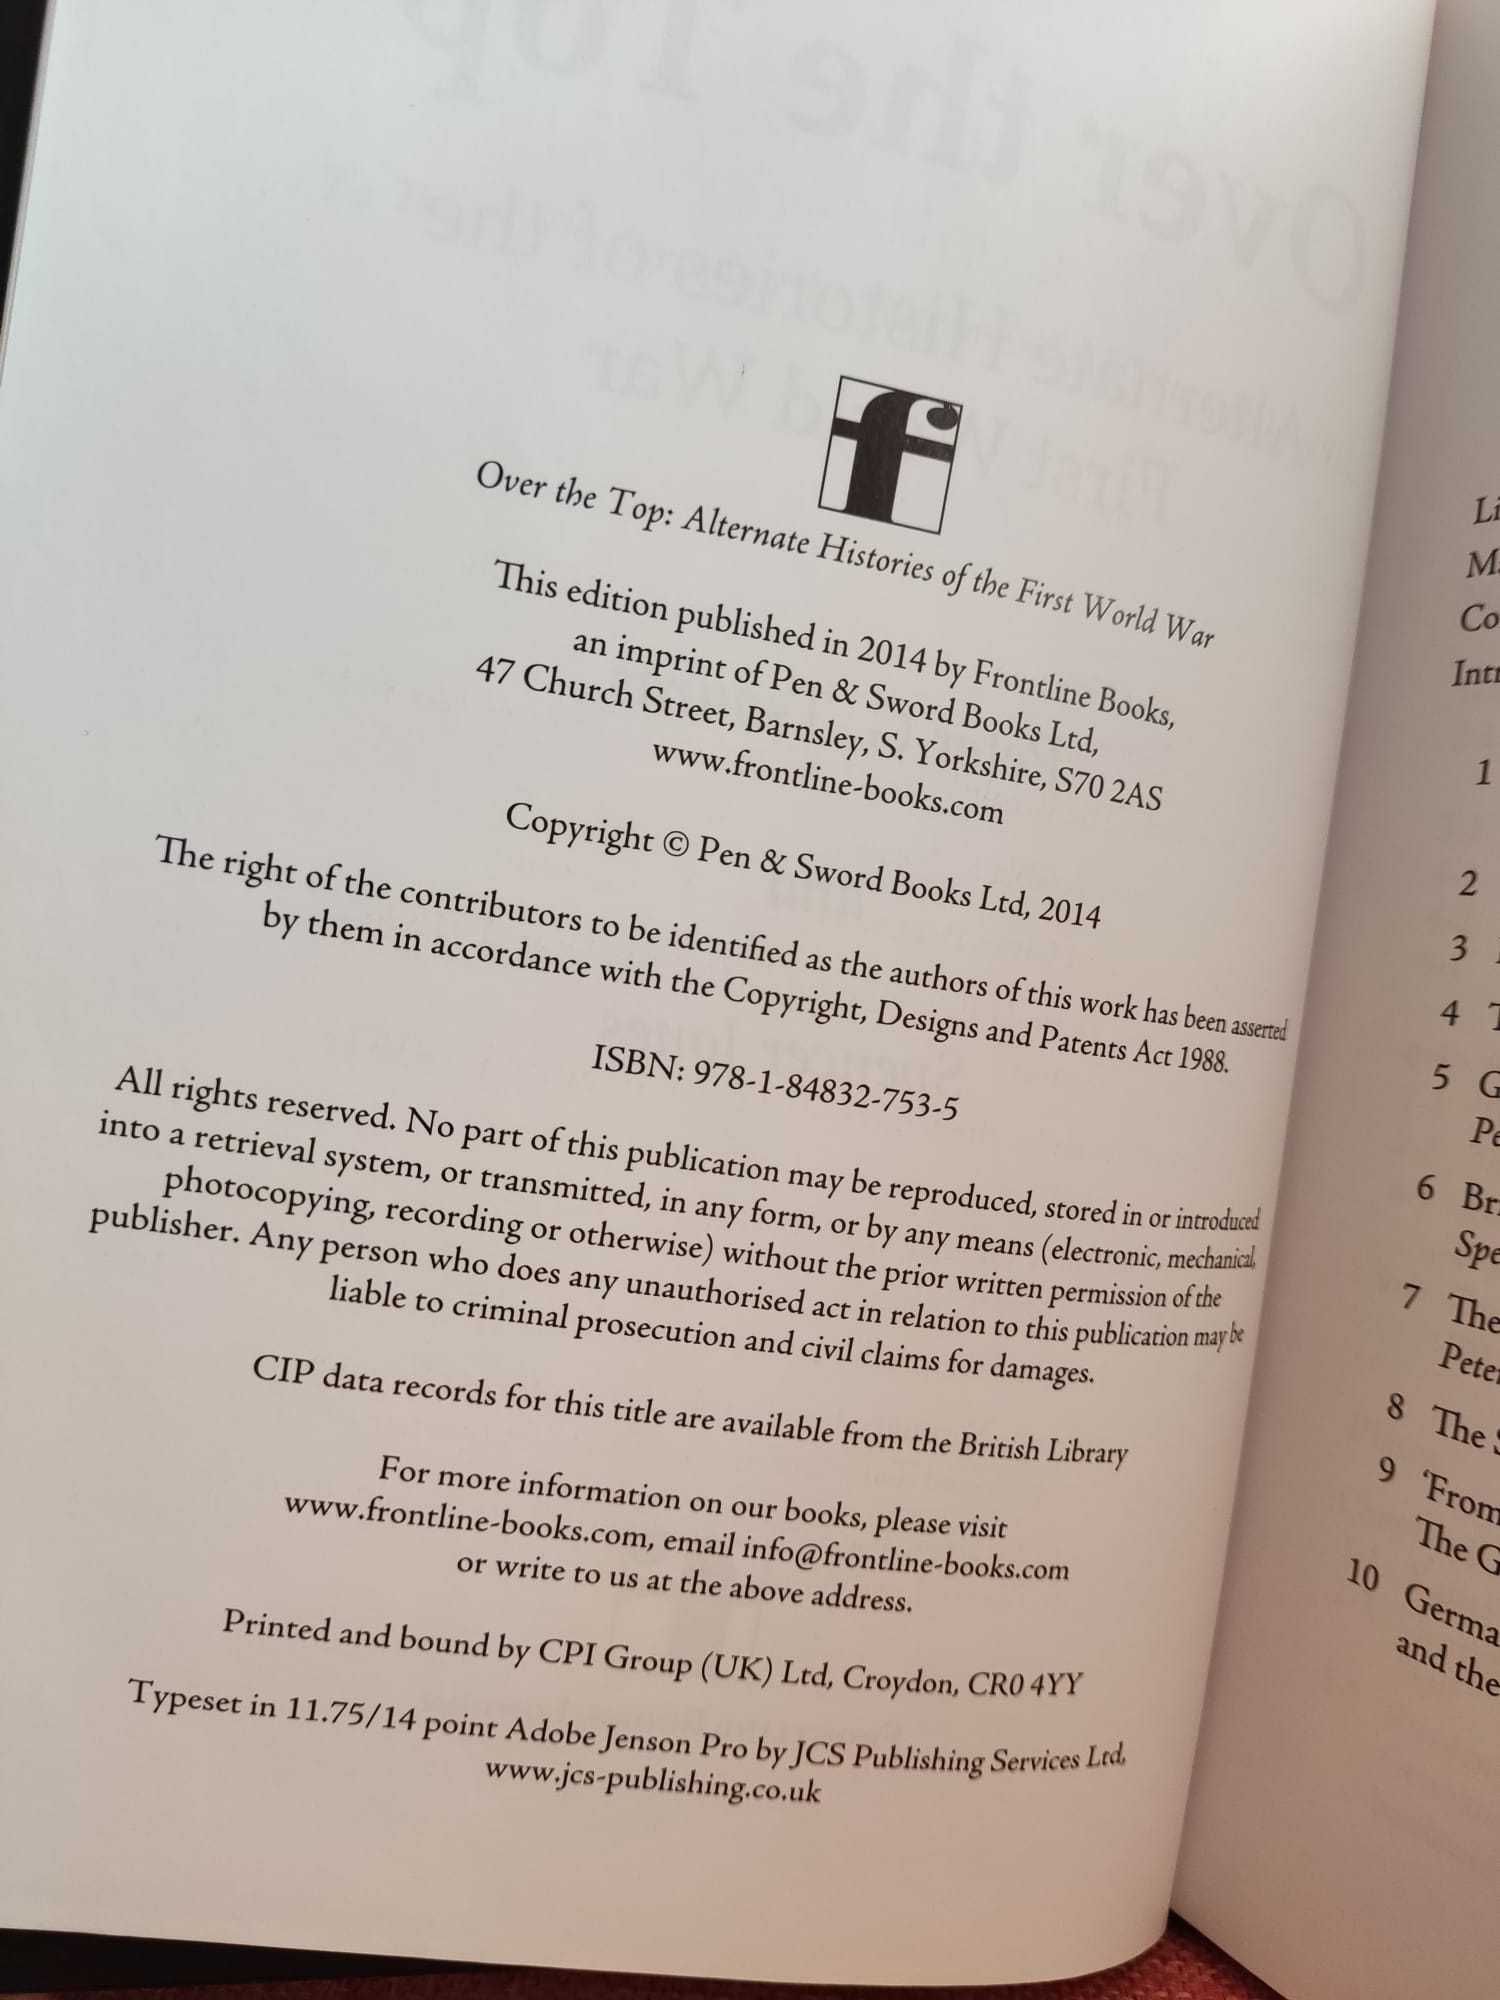 f
Over the Top: Alternate Histories of the First World War
This edition published in 2014 by Frontline Books,
an imprint of Pen & Sword Books Ltd,
47 Church Street, Barnsley, S. Yorkshire, S70 2AS
www.frontline-books.com
Copyright © Pen & Sword Books Ltd, 2014
The right of the contributors to be identified as the authors of this work has been asserted
by them in accordance with the Copyright, Designs and Patents Act 1988.
ISBN: 978-1-84832-753-5
All rights reserved. No part of this publication may be reproduced, stored in or introduced
into a retrieval system, or transmitted, in any form, or by any means (electronic, mechanical,
photocopying, recording or otherwise) without the prior written permission of the
publisher. Any person who does any unauthorised act in relation to this publication may be
liable to criminal prosecution and civil claims for damages.
CIP data records for this title are available from the British Library
For more information on our books, please visit
www.frontline-books.com, email info@frontline-books.com
or write to us at the above address.
Printed and bound by CPI Group (UK) Ltd, Croydon, CR0 4YY
Typeset in 11.75/14 point Adobe Jenson Pro by JCS Publishing Services Ltd,
www.jcs-publishing.co.uk
1
2
3
4
5
6
7 The
Peter
8 The
9 'From
The G
10 Germa
and the